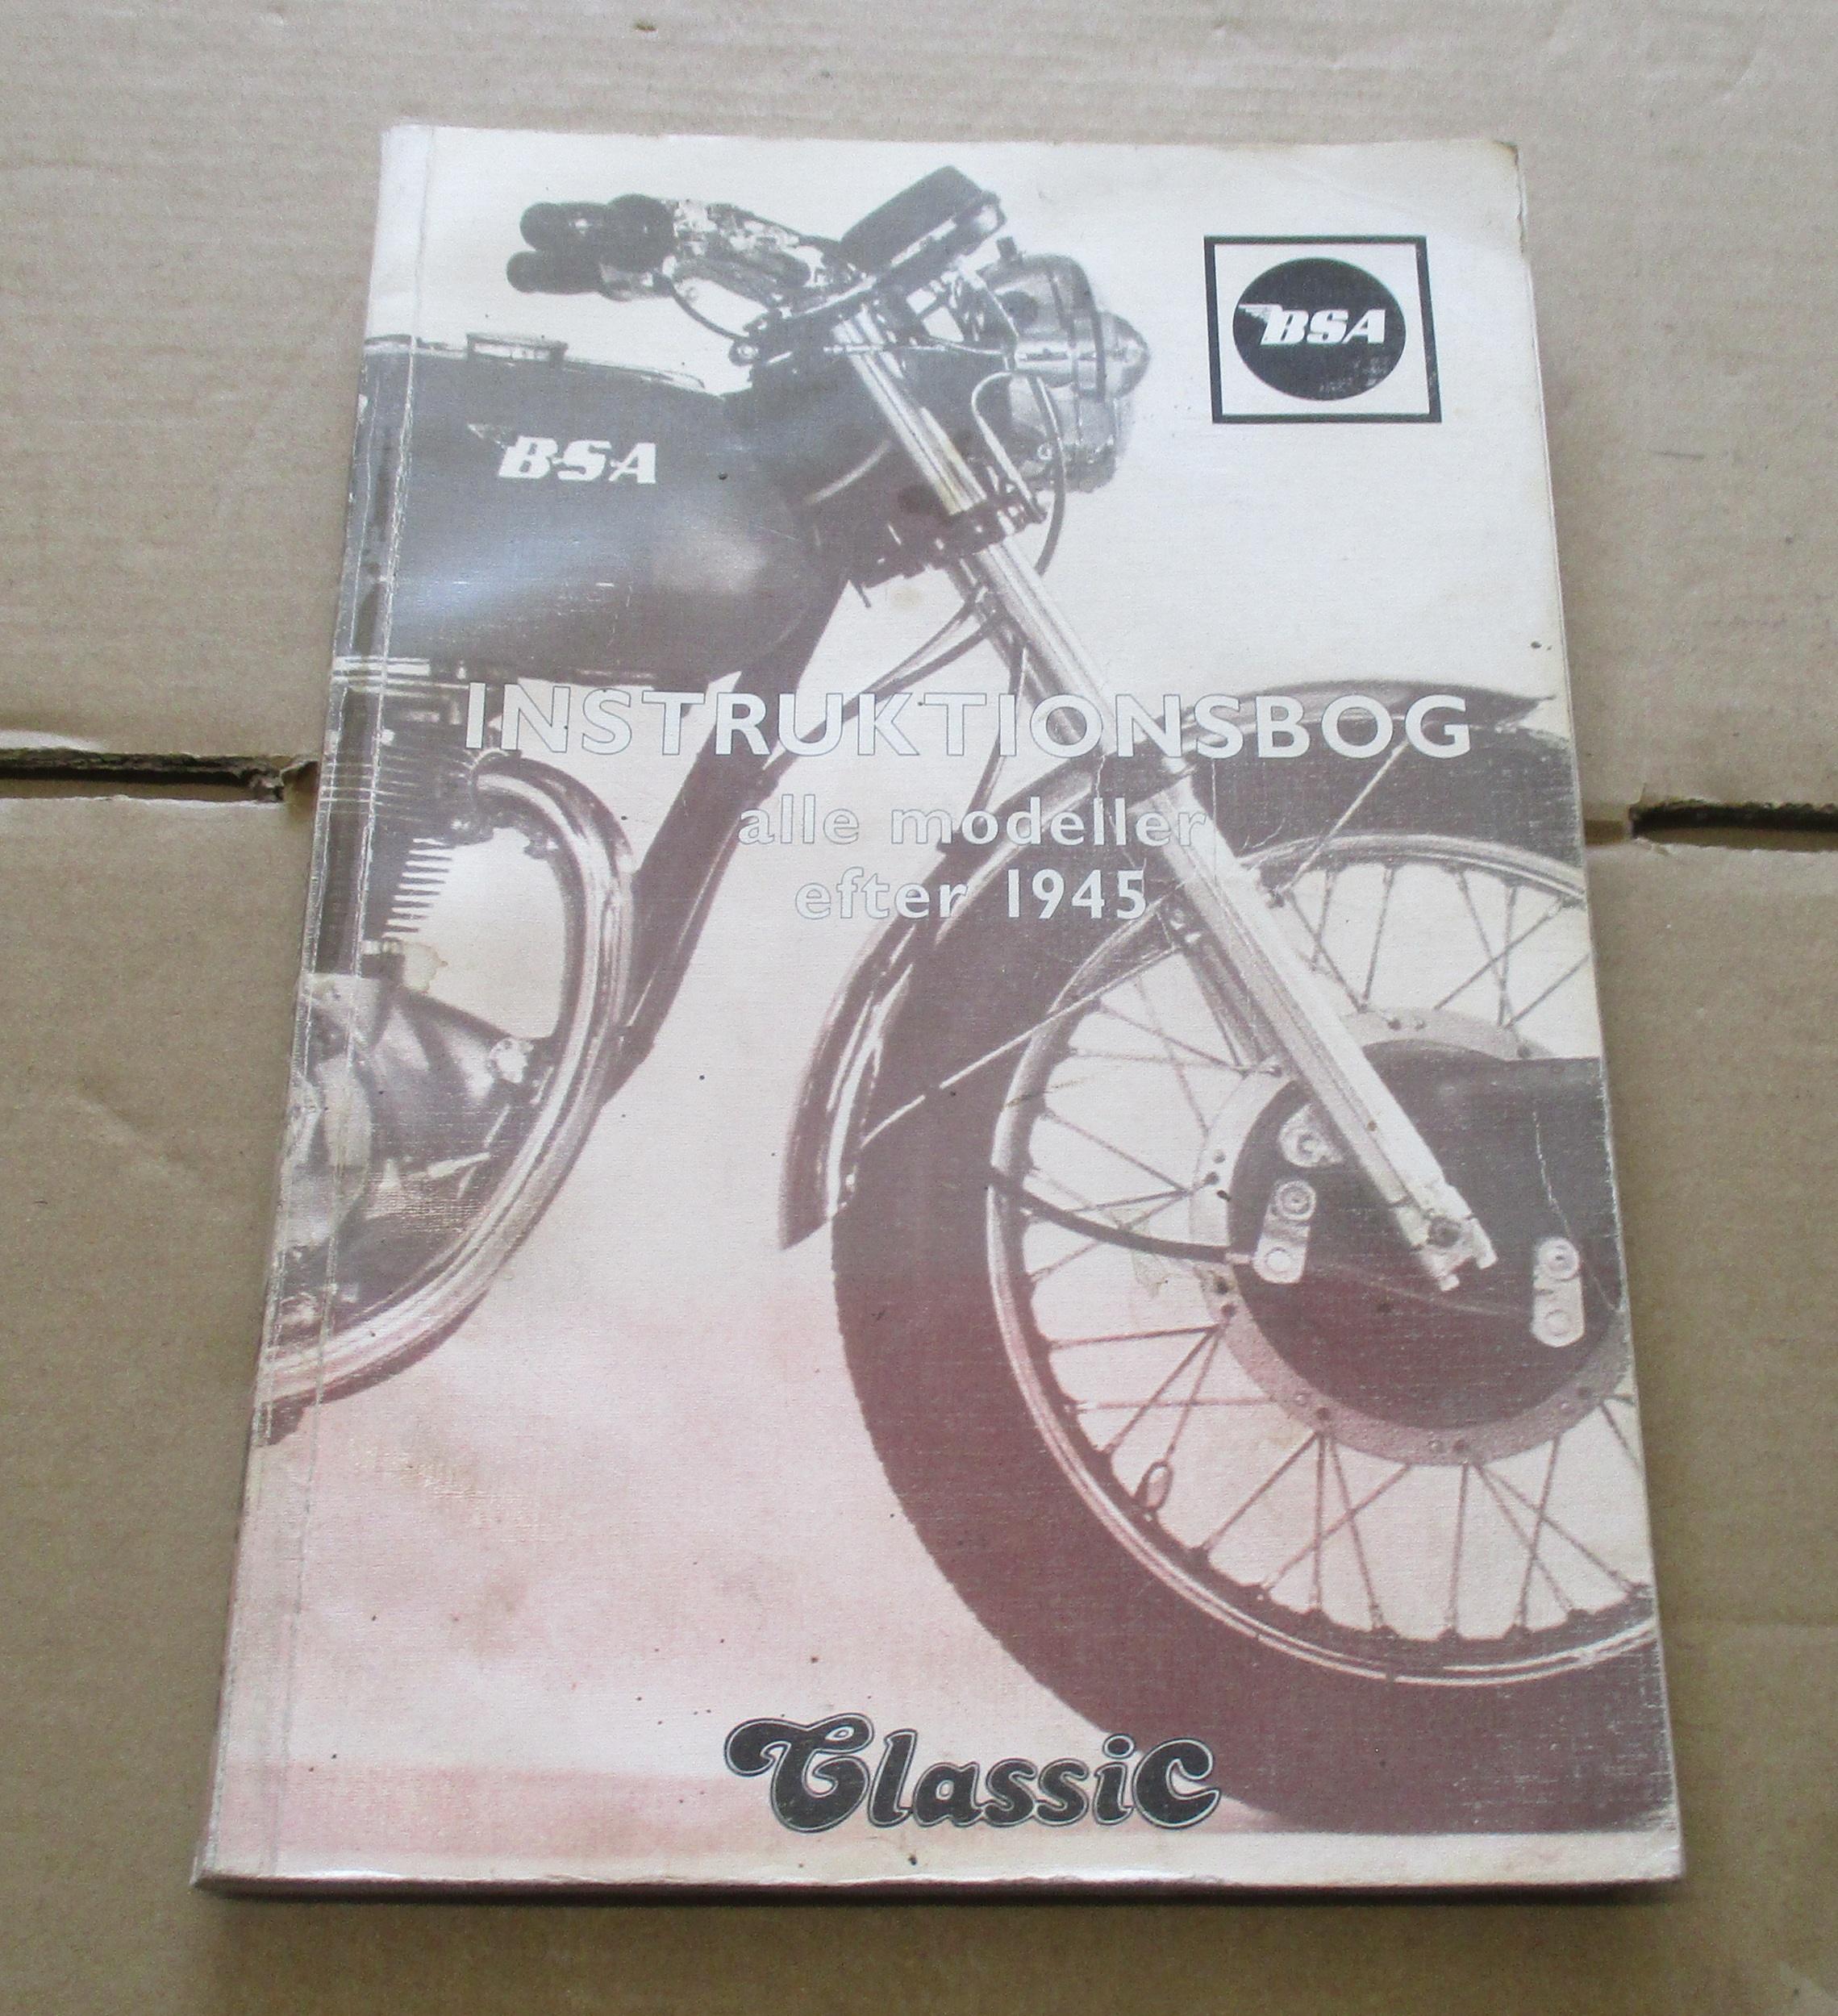 BSA
BSA
INSTRUKTIONSBOG
alle modeller
efter 1945
Classic